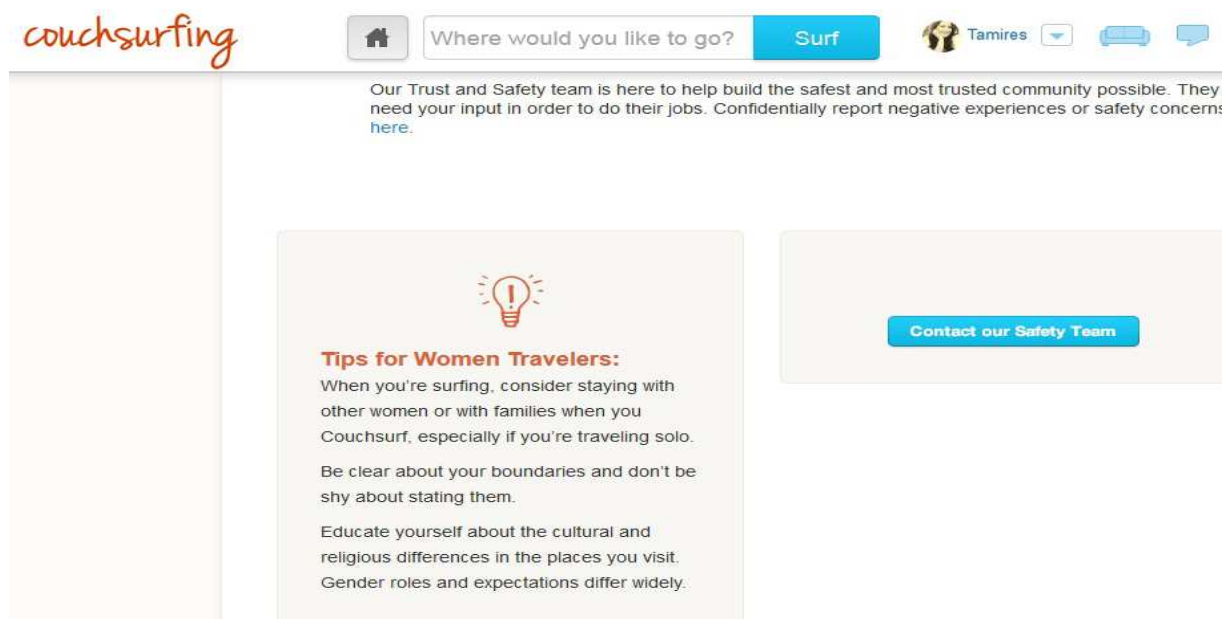 couchsurfing
Where would you like to go?
Surf
Tamires
Our Trust and Safety team is here to help build the safest and most trusted community possible. They
need your input in order to do their jobs. Confidentially report negative experiences or safety concerns
here.
Tips for Women Travelers:
When you're surfing, consider staying with
other women or with families when you
Couchsurf, especially if you're traveling solo.
Be clear about your boundaries and don't be
shy about stating them.
Educate yourself about the cultural and
religious differences in the places you visit.
Gender roles and expectations differ widely.
Contact our Safety Team